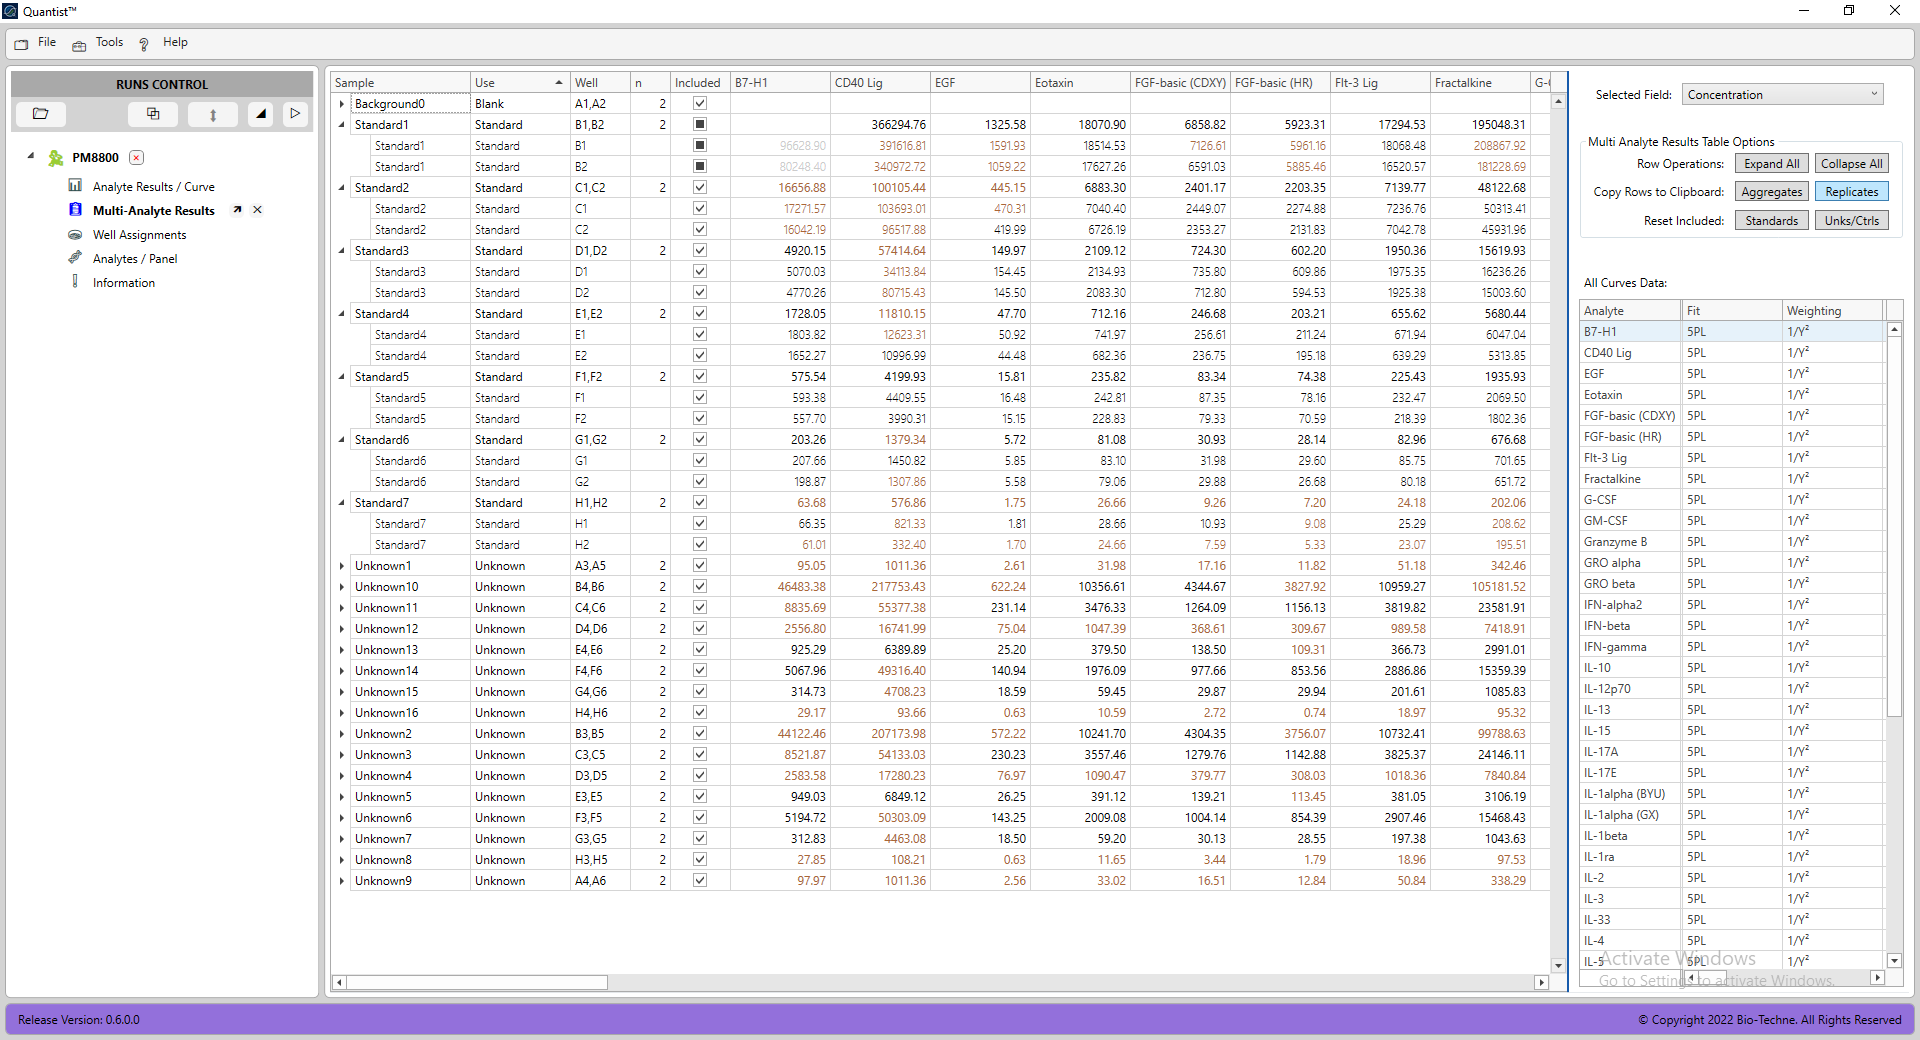 Quantist™
File Tools Help
RUNS CONTROL
PM8800
Analyte Results / Curve
Multi-Analyte Results
Well Assignments
Analytes / Panel
Information
Sample Use Well n Included B7-H1 CD40 Lig EGF Eotaxin FGF-basic (CDXY) FGF-basic (HR) Flt-3 Lig Fractalkine
Background0 Blank A1,A2 2
Standard1 Standard B1,B2 2 366294.76 1325.58 18070.90 6858.82 5923.31 17294.53 195048.31
Standard1 Standard B1 96628.90 391616.81 1591.93 18514.53 7126.61 5961.16 18068.48 208867.92
Standard1 Standard B2 80248.40 340972.72 1059.22 17627.26 6591.03 5885.46 16520.57 181228.69
Standard2 Standard C1,C2 2 16656.88 100105.44 445.15 6883.30 2401.17 2203.35 7139.77 48122.68
Standard2 Standard C1 17271.57 103693.01 470.31 7040.40 2449.07 2274.88 7236.76 50313.41
Standard2 Standard C2 16042.19 96517.88 419.99 6726.19 2353.27 2131.83 7042.78 45931.96
Standard3 Standard D1,D2 2 4920.15 57414.64 149.97 2109.12 724.30 602.20 1950.36 15619.93
Standard3 Standard D1 5070.03 34113.84 154.45 2134.93 735.80 609.86 1975.35 16236.26
Standard3 Standard D2 4770.26 80715.43 145.50 2083.30 712.80 594.53 1925.38 15003.60
Standard4 Standard E1,E2 2 1728.05 11810.15 47.70 712.16 246.68 203.21 655.62 5680.44
Standard4 Standard E1 1803.82 12623.31 50.92 741.97 256.61 211.24 671.94 6047.04
Standard4 Standard E2 1652.27 10996.99 44.48 682.36 236.75 195.18 639.29 5313.85
Standard5 Standard F1,F2 2 575.54 4199.93 15.81 235.82 83.34 74.38 225.43 1935.93
Standard5 Standard F1 593.38 4409.55 16.48 242.81 87.35 78.16 232.47 2069.50
Standard5 Standard F2 557.70 3990.31 15.15 228.83 79.33 70.59 218.39 1802.36
Standard6 Standard G1,G2 2 203.26 1379.34 5.72 81.08 30.93 28.14 82.96 676.68
Standard6 Standard G1 207.66 1450.82 5.85 83.10 31.98 29.60 85.75 701.65
Standard6 Standard G2 198.87 1307.86 5.58 79.06 29.88 26.68 80.18 651.72
Standard7 Standard H1,H2 2 63.68 576.86 1.75 26.66 9.26 7.20 24.18 202.06
Standard7 Standard H1 66.35 821.33 1.81 28.66 10.93 9.08 25.29 208.62
Standard7 Standard H2 61.01 332.40 1.70 24.66 7.59 5.33 23.07 195.51
Unknown1 Unknown A3,A5 2 95.05 1011.36 2.61 31.98 17.16 11.82 51.18 342.46
Unknown10 Unknown B4,B6 2 46483.38 217753.43 622.24 10356.61 4344.67 3827.92 10959.27 105181.52
Unknown11 Unknown C4,C6 2 8835.69 55377.38 231.14 3476.33 1264.09 1156.13 3819.82 23581.91
Unknown12 Unknown D4,D6 2 2556.80 16741.99 75.04 1047.39 368.61 309.67 989.58 7418.91
Unknown13 Unknown E4,E6 2 925.29 6389.89 25.20 379.50 138.50 109.31 366.73 2991.01
Unknown14 Unknown F4,F6 2 5067.96 49316.40 140.94 1976.09 977.66 853.56 2886.86 15359.39
Unknown15 Unknown G4,G6 2 314.73 4708.23 18.59 59.45 29.87 29.94 201.61 1085.83
Unknown16 Unknown H4,H6 2 29.17 93.66 0.63 10.59 2.72 0.74 18.97 95.32
Unknown2 Unknown B3,B5 2 44122.46 207173.98 572.22 10241.70 4304.35 3756.07 10732.41 99788.63
Unknown3 Unknown C3,C5 2 8521.87 54133.03 230.23 3557.46 1279.76 1142.88 3825.37 24146.11
Unknown4 Unknown D3,D5 2 2583.58 17280.23 76.97 1090.47 379.77 308.03 1018.36 7840.84
Unknown5 Unknown E3,E5 2 949.03 6849.12 26.25 391.12 139.21 113.45 381.05 3106.19
Unknown6 Unknown F3,F5 2 5194.72 50303.09 143.25 2009.08 1004.14 854.39 2907.46 15468.43
Unknown7 Unknown G3,G5 2 312.83 4463.08 18.50 59.20 30.13 28.55 197.38 1043.63
Unknown8 Unknown H3,H5 2 27.85 108.21 0.63 11.65 3.44 1.79 18.96 97.53
Unknown9 Unknown A4,A6 2 97.97 1011.36 2.56 33.02 16.51 12.84 50.84 338.29
Selected Field: Concentration
Multi Analyte Results Table Options
Row Operations: Expand All Collapse All
Copy Rows to Clipboard: Aggregates Replicates
Reset Included: Standards Unks/Ctrls
All Curves Data:
Analyte Fit Weighting
B7-H1 5PL 1/Y²
CD40 Lig 5PL 1/Y²
EGF 5PL 1/Y²
Eotaxin 5PL 1/Y²
FGF-basic (CDXY) 5PL 1/Y²
FGF-basic (HR) 5PL 1/Y²
Flt-3 Lig 5PL 1/Y²
Fractalkine 5PL 1/Y²
G-CSF 5PL 1/Y²
GM-CSF 5PL 1/Y²
Granzyme B 5PL 1/Y²
GRO alpha 5PL 1/Y²
GRO beta 5PL 1/Y²
IFN-alpha2 5PL 1/Y²
IFN-beta 5PL 1/Y²
IFN-gamma 5PL 1/Y²
IL-10 5PL 1/Y²
IL-12p70 5PL 1/Y²
IL-13 5PL 1/Y²
IL-15 5PL 1/Y²
IL-17A 5PL 1/Y²
IL-17E 5PL 1/Y²
IL-1alpha (BYU) 5PL 1/Y²
IL-1alpha (GX) 5PL 1/Y²
IL-1beta 5PL 1/Y²
IL-1ra 5PL 1/Y²
IL-2 5PL 1/Y²
IL-3 5PL 1/Y²
IL-33 5PL 1/Y²
IL-4 5PL 1/Y²
IL-5 5PL 1/Y²
Activate Windows
Go to Settings to activate Windows.
Release Version: 0.6.0.0
© Copyright 2022 Bio-Techne. All Rights Reserved